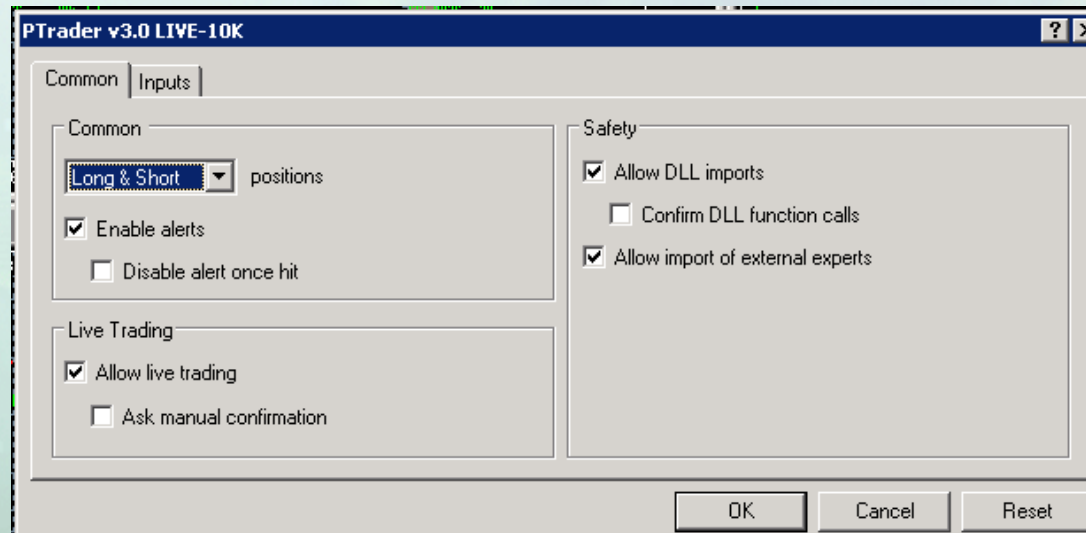 PTrader v3.0 LIVE-10K
Common
Inputs
Common
Long & Short positions
Enable alerts
Disable alert once hit
Live Trading
Allow live trading
Ask manual confirmation
Safety
Allow DLL imports
Confirm DLL function calls
Allow import of external experts
OK
Cancel
Reset